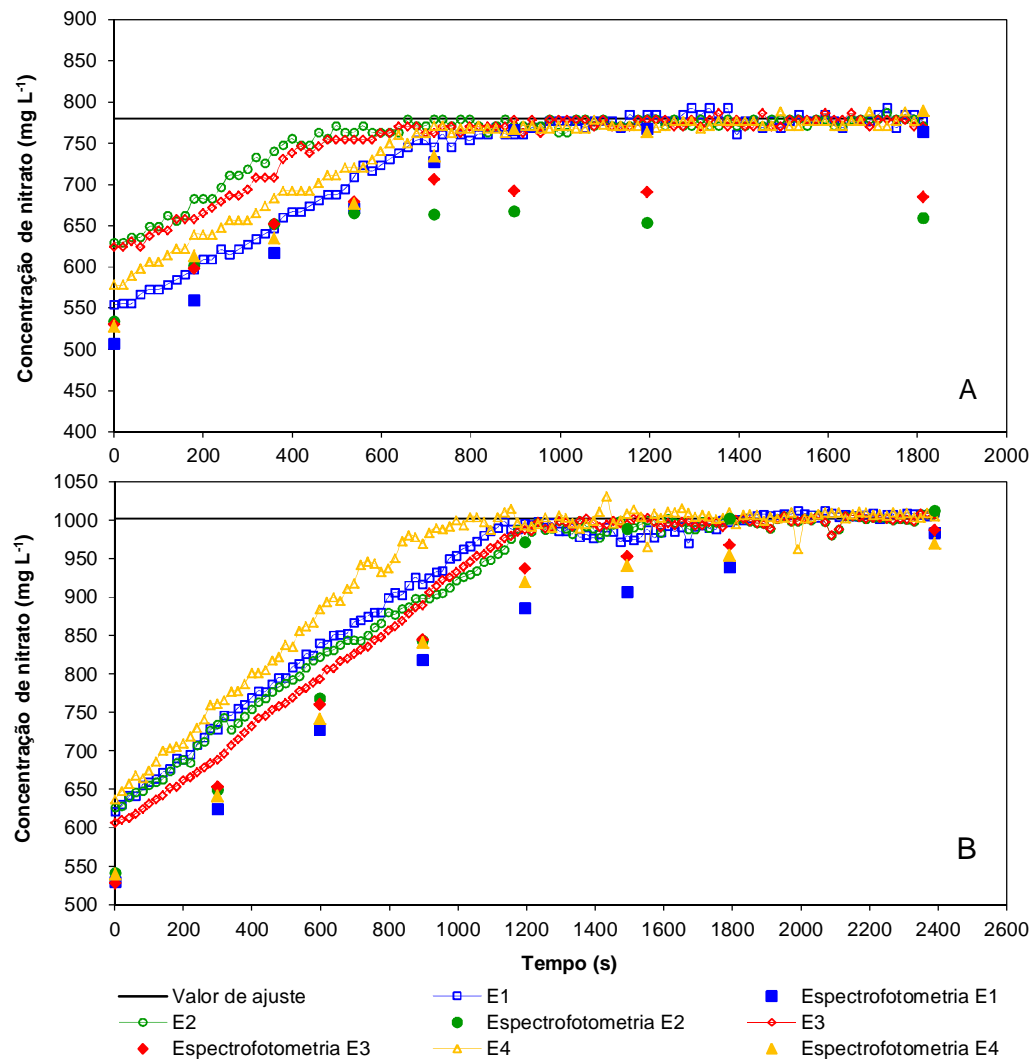 Concentração de nitrato (mg L⁻¹)
900
850
800
750
700
650
600
550
500
450
400
A
0 200 400 600 800 1000 1200 1400 1600 1800 2000
Concentração de nitrato (mg L⁻¹)
1050
1000
950
900
850
800
750
700
650
600
550
500
B
0 200 400 600 800 1000 1200 1400 1600 1800 2000 2200 2400 2600
Tempo (s)
Valor de ajuste E1 Espectrofotometria E1
E2 Espectrofotometria E2 E3
Espectrofotometria E3 E4 Espectrofotometria E4